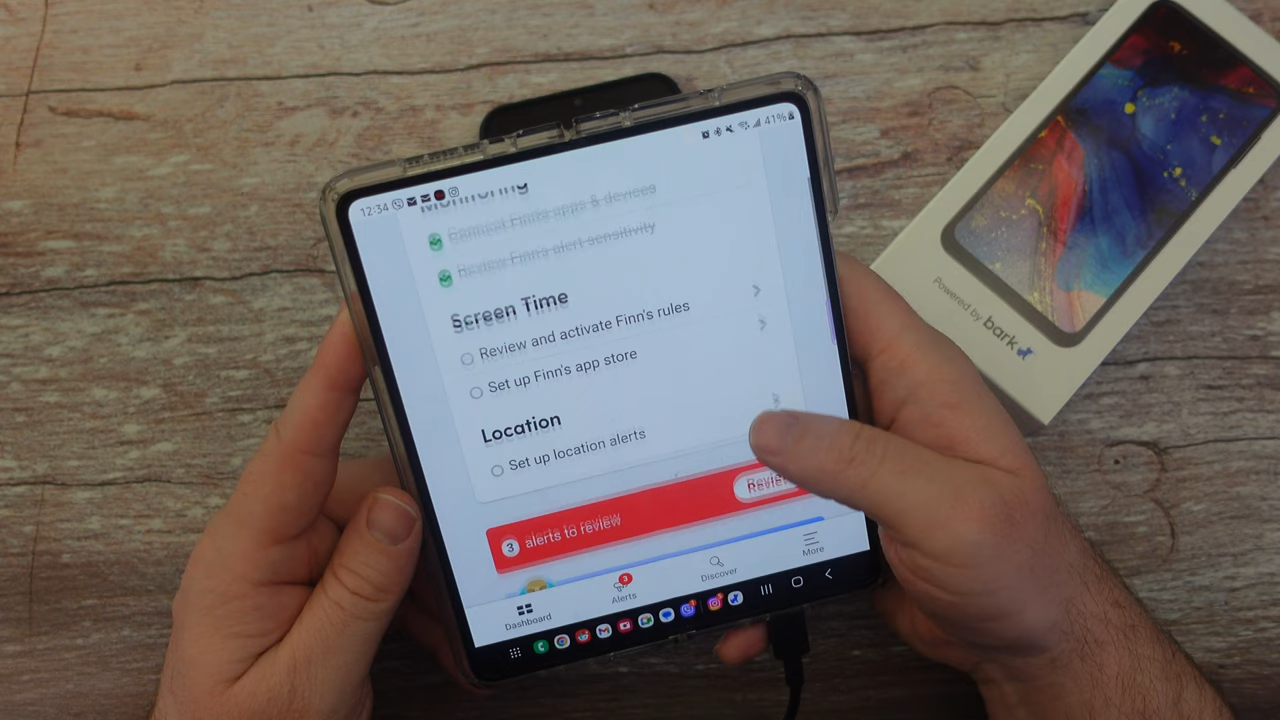 12:34
41%
Monitoring
Connect Finn's apps & devices
Review Finn's alert sensitivity
Screen Time
Review and activate Finn's rules
Set up Finn's app store
Location
Set up location alerts
3 alerts to review
Review
Dashboard
3
Alerts
Discover
More
Powered by bark